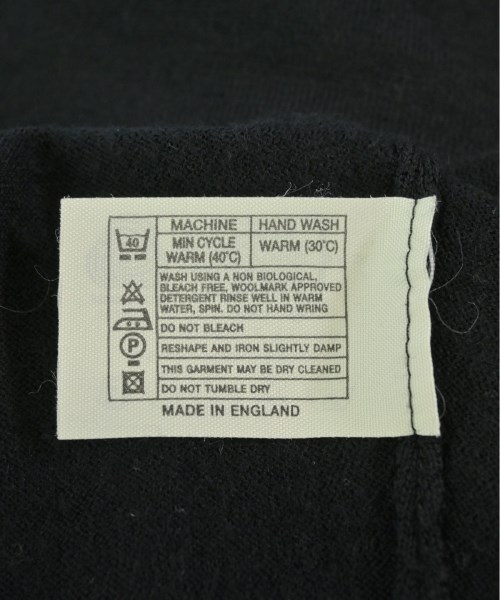 MACHINE HAND WASH
40 MIN CYCLE WARM (30°C)
WARM (40°C)
WASH USING A NON BIOLOGICAL,
BLEACH FREE, WOOLMARK APPROVED
DETERGENT RINSE WELL IN WARM
WATER, SPIN. DO NOT HAND WRING
DO NOT BLEACH
P RESHAPE AND IRON SLIGHTLY DAMP
THIS GARMENT MAY BE DRY CLEANED
DO NOT TUMBLE DRY
MADE IN ENGLAND